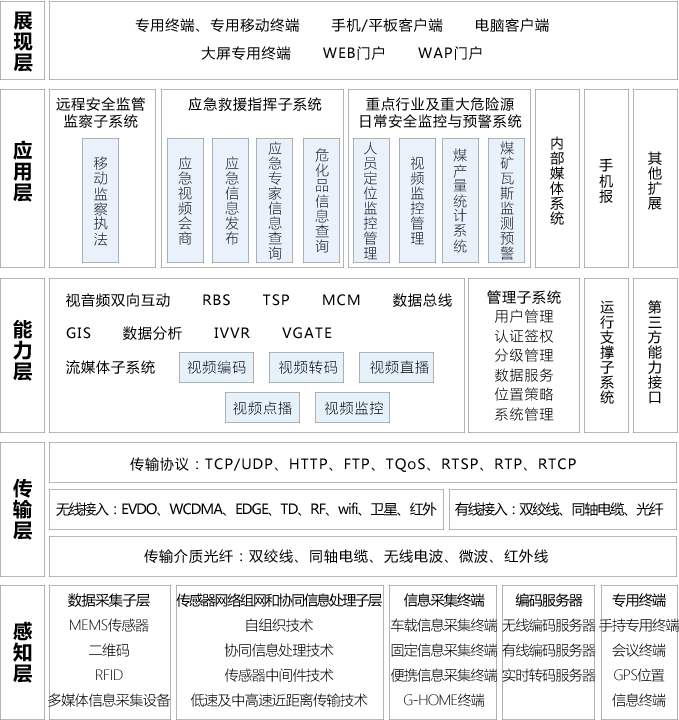 展现层
专用终端、专用移动终端 手机/平板客户端 电脑客户端
大屏专用终端 WEB门户 WAP门户
应用层
远程安全监管
监察子系统
移动监察执法
应急救援指挥子系统
应急视频会商
应急信息发布
应急专家信息查询
危化品信息查询
重点行业及重大危险源
日常安全监控与预警系统
人员定位监控管理
视频监控管理
煤产量统计系统
煤矿瓦斯监测预警
内部媒体系统
手机报
其他扩展
能力层
视音频双向互动 RBS TSP MCM 数据总线
GIS 数据分析 IVVR VGATE
流媒体子系统 视频编码 视频转码 视频直播
视频点播 视频监控
管理子系统
用户管理
认证签权
分级管理
数据服务
位置策略
系统管理
运行支撑子系统
第三方能力接口
传输层
传输协议：TCP/UDP、HTTP、FTP、TQoS、RTSP、RTP、RTCP
无线接入：EVDO、WCDMA、EDGE、TD、RF、wifi、卫星、红外
有线接入：双绞线、同轴电缆、光纤
传输介质光纤：双绞线、同轴电缆、无线电波、微波、红外线
感知层
数据采集子层
MEMS传感器
二维码
RFID
多媒体信息采集设备
传感器网络组网和协同信息处理子层
自组织技术
协同信息处理技术
传感器中间件技术
低速及中高速近距离传输技术
信息采集终端
车载信息采集终端
固定信息采集终端
便携信息采集终端
G-HOME终端
编码服务器
无线编码服务器
有线编码服务器
实时转码服务器
专用终端
手持专用终端
会议终端
GPS位置
信息终端